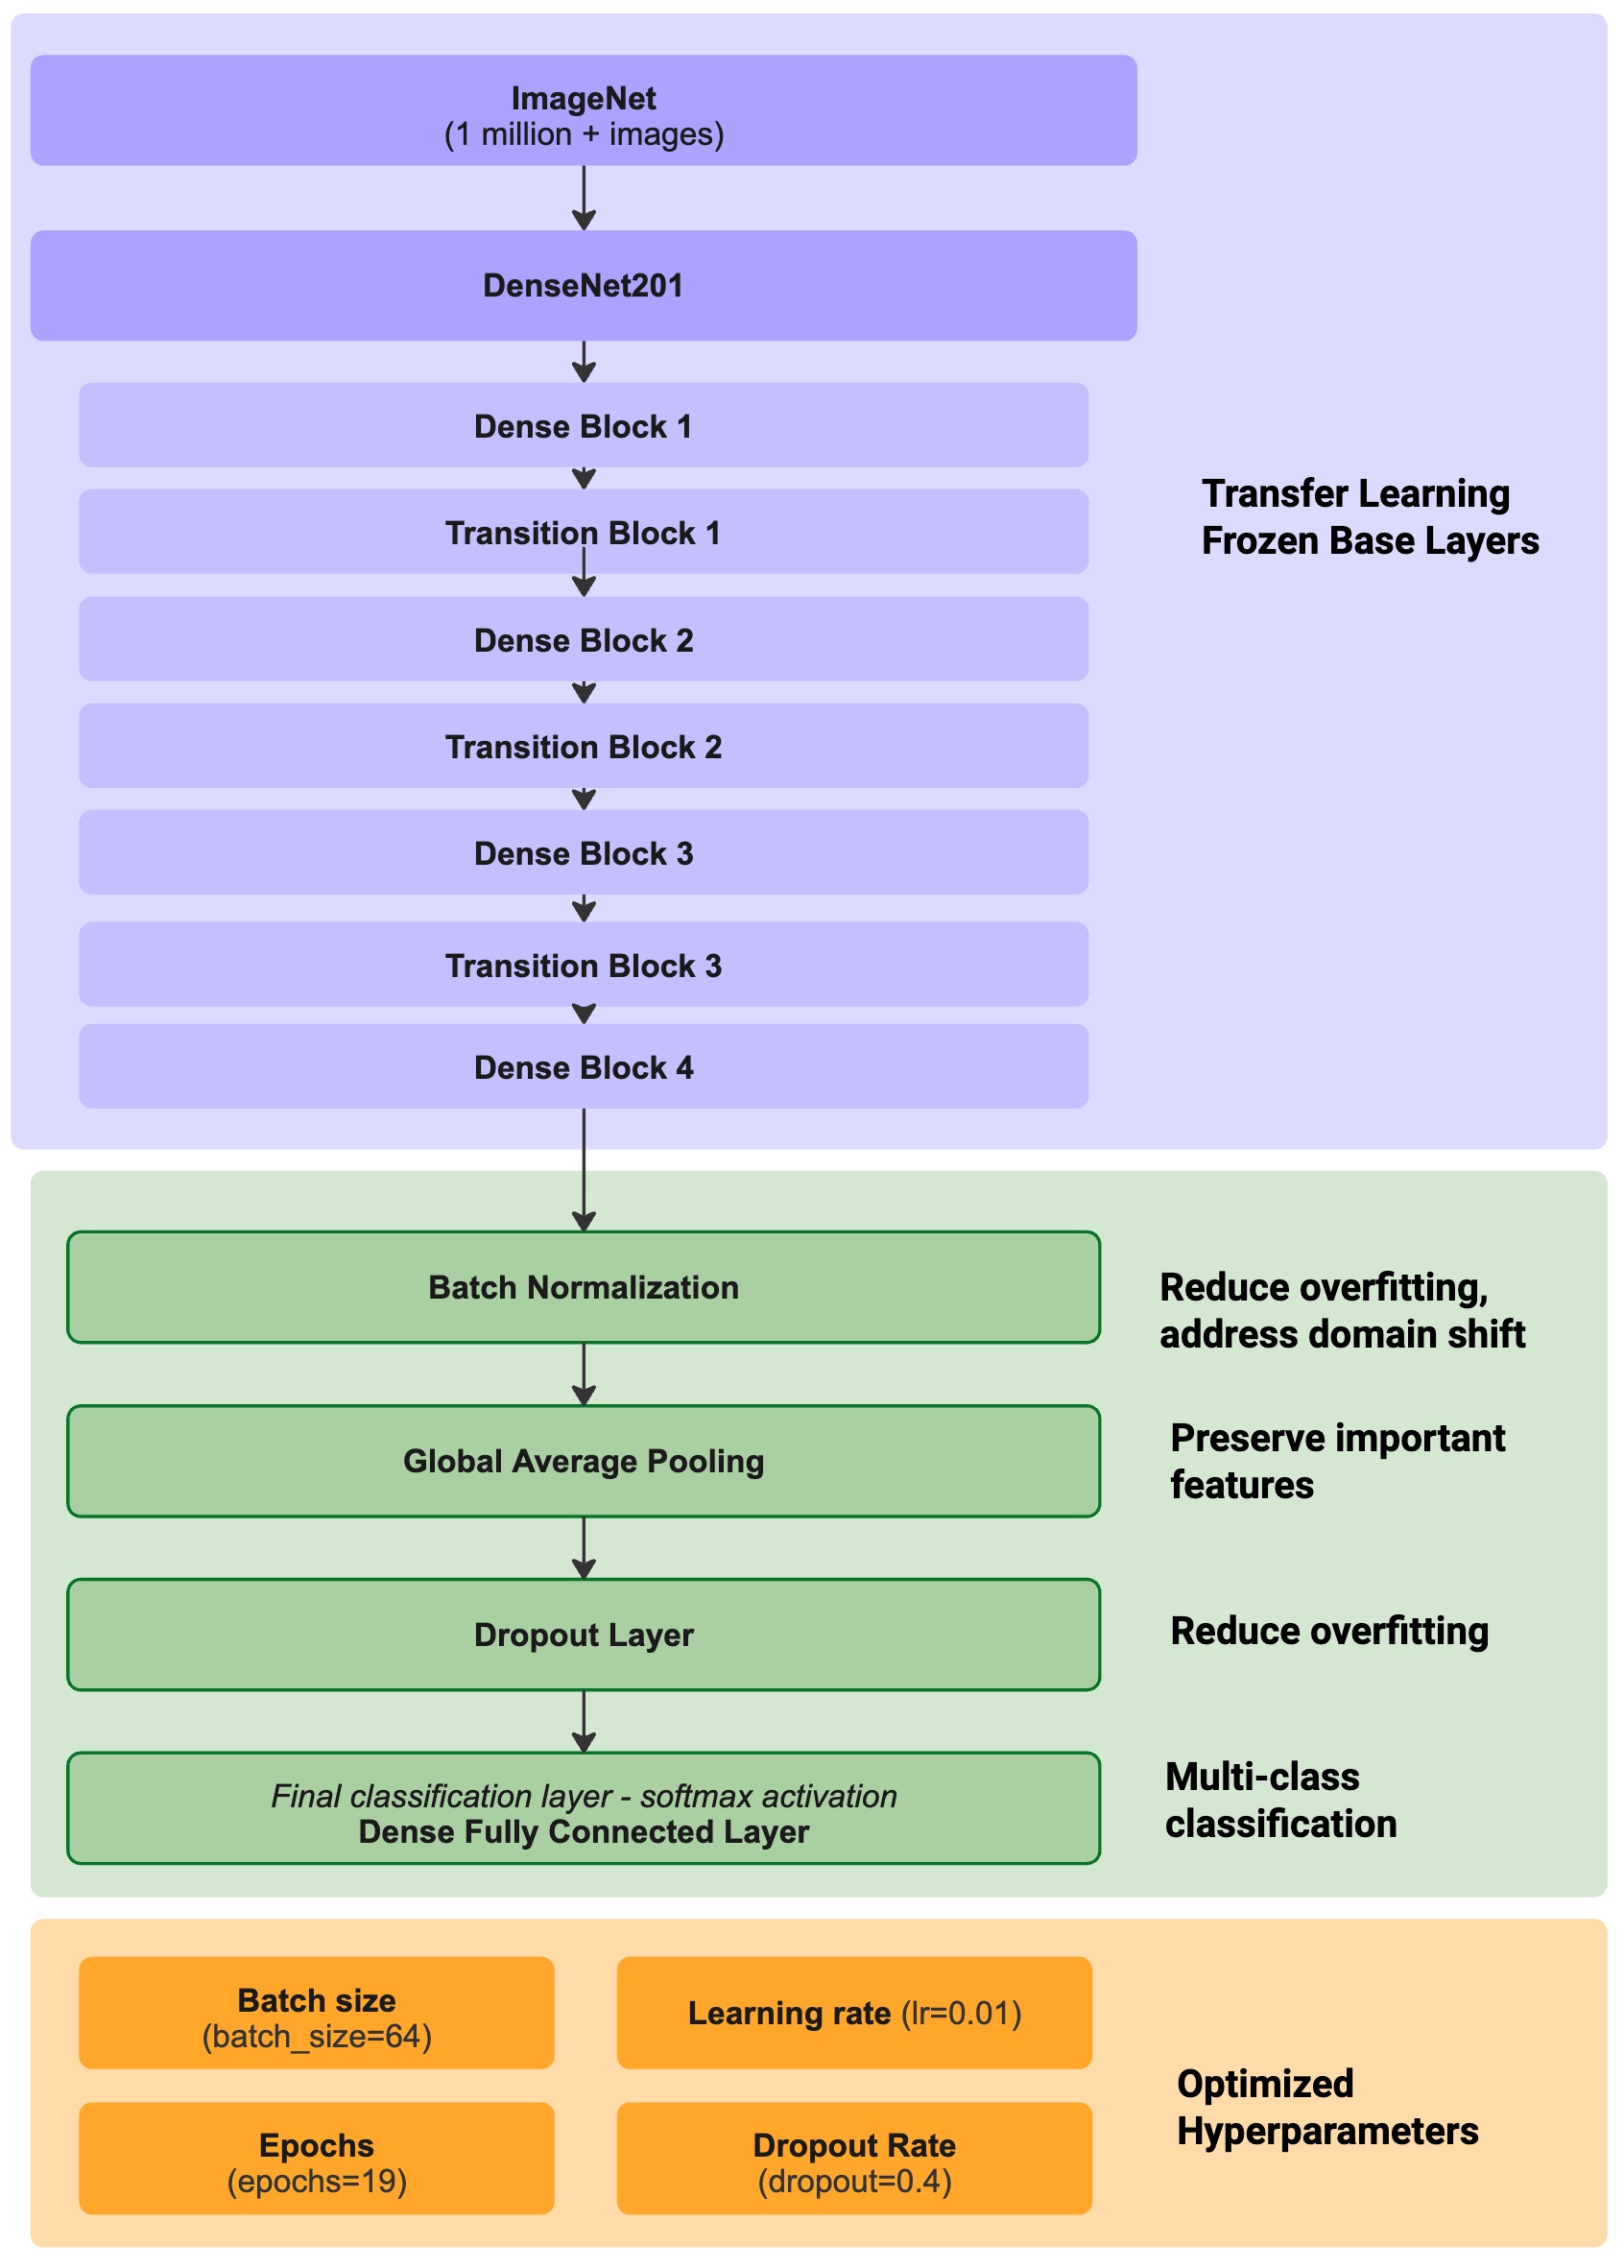 ImageNet
(1 million + images)
DenseNet201
Dense Block 1
Transition Block 1
Transfer Learning
Frozen Base Layers
Dense Block 2
Transition Block 2
Dense Block 3
Transition Block 3
Dense Block 4
Batch Normalization
Reduce overfitting,
address domain shift
Global Average Pooling
Preserve important
features
Dropout Layer
Reduce overfitting
Final classification layer - softmax activation
Dense Fully Connected Layer
Multi-class
classification
Batch size
(batch_size=64)
Learning rate (lr=0.01)
Epochs
(epochs=19)
Dropout Rate
(dropout=0.4)
Optimized
Hyperparameters